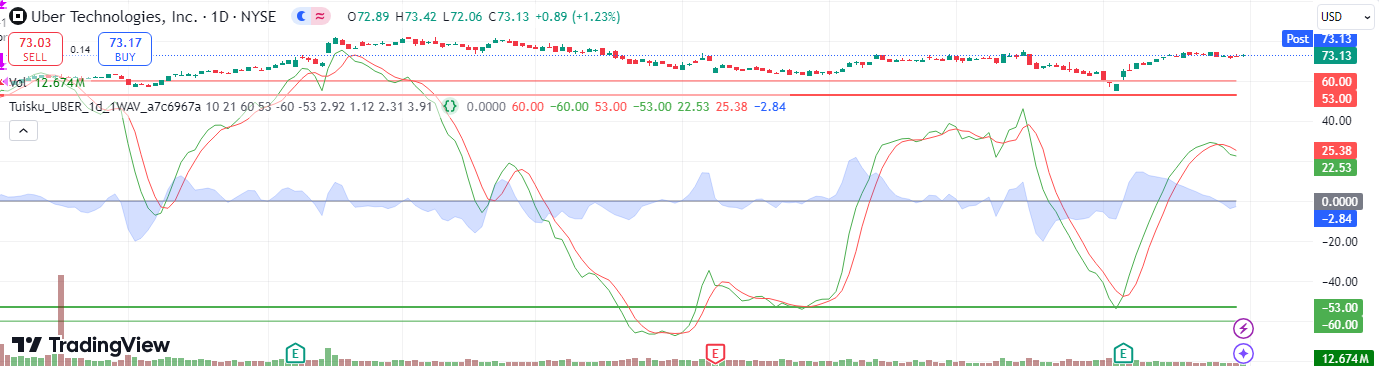 Uber Technologies, Inc. · 1D · NYSE O72.89 H73.42 L72.06 C73.13 +0.89 (+1.23%)
USD
73.03 SELL
0.14
73.17 BUY
Post 73.13
73.13
Vol 12.674M
60.00
Tuisku_UBER_1d_1WAV_a7c6967a 10 21 60 53 -60 -53 2.92 1.12 2.31 3.91 {} 0.0000 60.00 −60.00 53.00 −53.00 22.53 25.38 −2.84
53.00
40.00
25.38
22.53
0.0000
−2.84
−20.00
−40.00
−53.00
−60.00
TradingView
E
E
E
12.674M